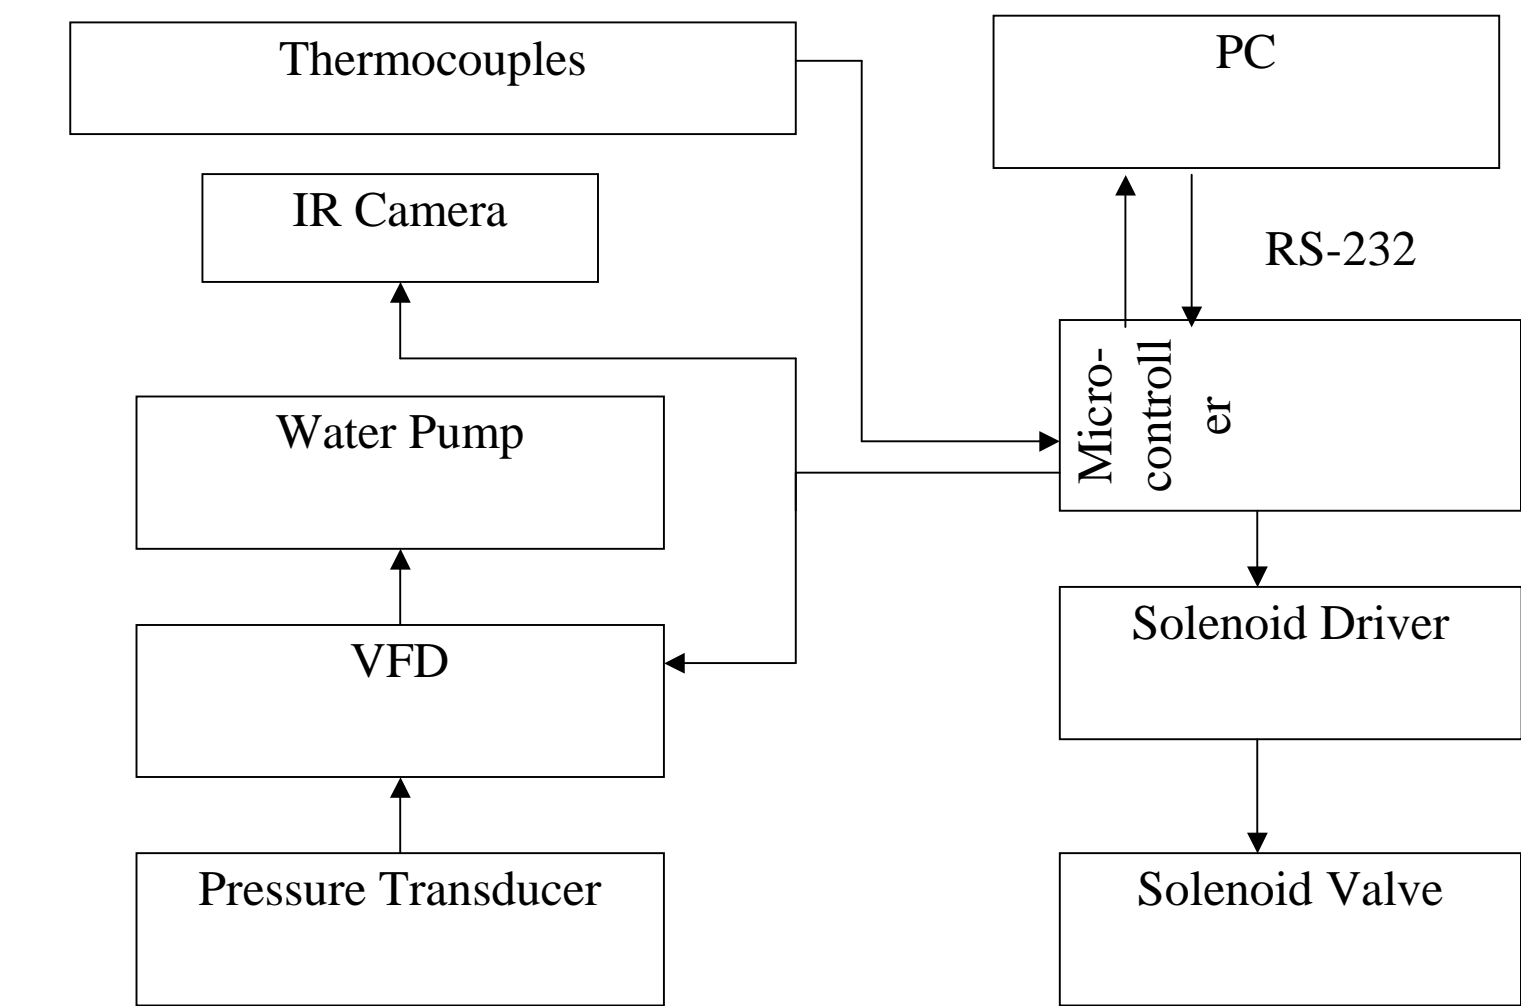 Thermocouples
PC
IR Camera
RS-232
Micro-
controll
er
Water Pump
Solenoid Driver
VFD
Pressure Transducer
Solenoid Valve